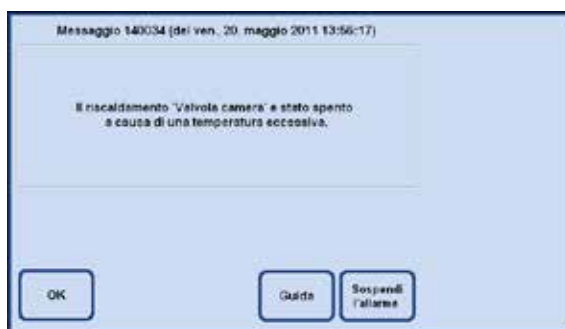 Messaggio 140034 (del ven., 20. maggio 2011 13:56:17)
Il riscaldamento 'Valvola camera' e stato spento
a causa di una temperatura eccessiva.
OK
Guida
Sospendi
l'allarme